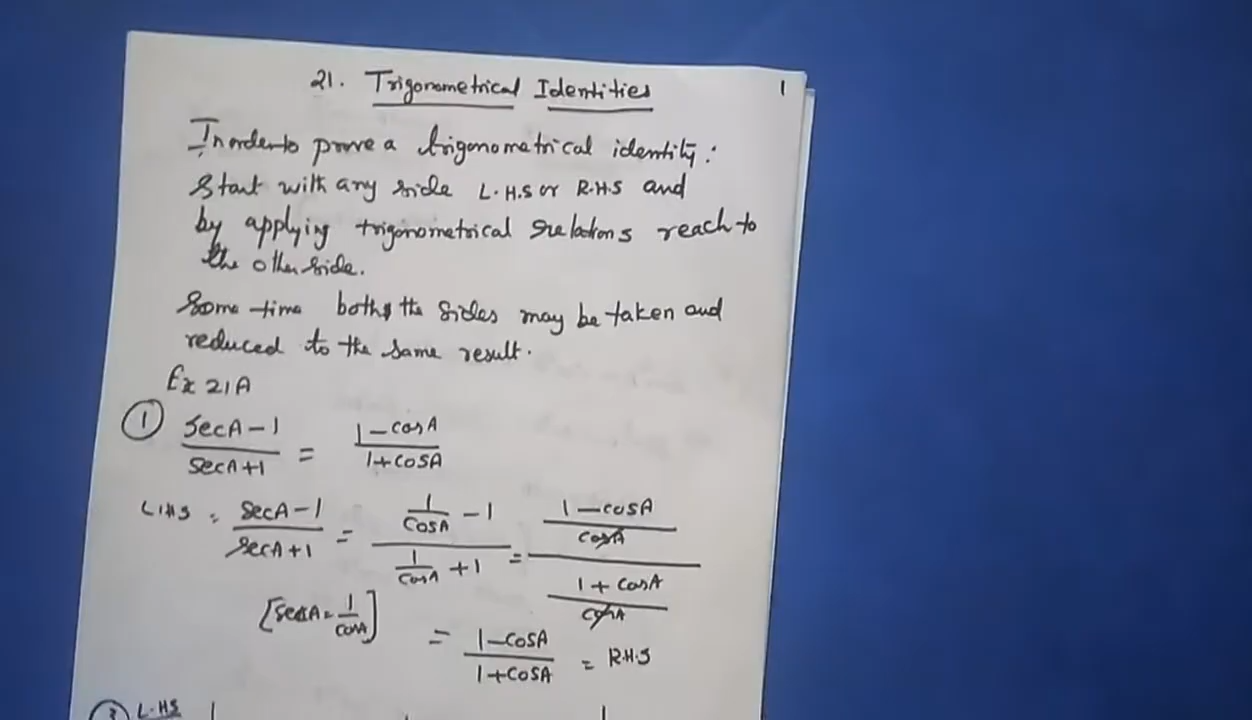 21. Trigonometrical Identities 1
In order to prove a trigonometrical identity:
Start with any side L.H.S or R.H.S and
by applying trigonometrical relations reach to
the other side.
Some time both the sides may be taken and
reduced to the same result.
Ex 21A
① (SecA-1)/(SecA+1) = (1-cosA)/(1+cosA)
L.H.S = (SecA-1)/(SecA+1) = (1/CosA - 1)/(1/CosA + 1) = ((1-cosA)/cosA)/((1+cosA)/cosA)
[SecA = 1/cosA] = (1-cosA)/(1+cosA) = R.H.S
L.HS 1 1